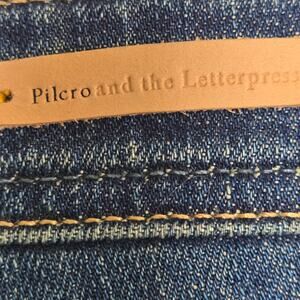 Pilcro and the Letterpress